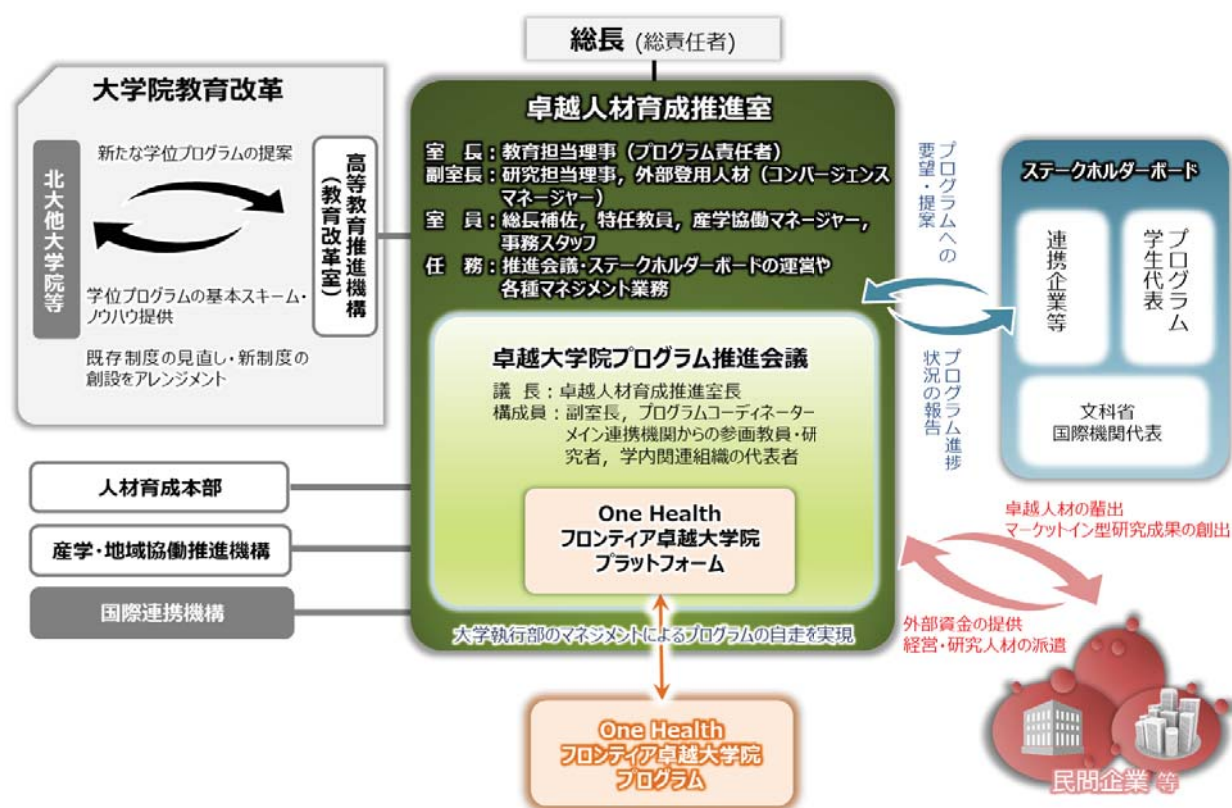 総長 (総責任者)
大学院教育改革
北大他大学院等
新たな学位プログラムの提案
学位プログラムの基本スキーム・
ノウハウ提供
既存制度の見直し・新制度の
創設をアレンジメント
高等教育推進機構
(教育改革室)
人材育成本部
産学・地域協働推進機構
国際連携機構
卓越人材育成推進室
室 長：教育担当理事（プログラム責任者）
副室長：研究担当理事，外部登用人材（コンバージェンス
マネージャー）
室 員：総長補佐，特任教員，産学協働マネージャー，
事務スタッフ
任 務：推進会議・ステークホルダーボードの運営や
各種マネジメント業務
卓越大学院プログラム推進会議
議 長：卓越人材育成推進室長
構成員：副室長，プログラムコーディネーター
メイン連携機関からの参画教員・研
究者，学内関連組織の代表者
One Health
フロンティア卓越大学院
プラットフォーム
大学執行部のマネジメントによるプログラムの自走を実現
One Health
フロンティア卓越大学院
プログラム
プログラムへの
要望・提案
プログラム進捗
状況の報告
ステークホルダーボード
連携企業等
プログラム
学生代表
文科省
国際機関代表
卓越人材の輩出
マーケットイン型研究成果の創出
外部資金の提供
経営・研究人材の派遣
民間企業 等